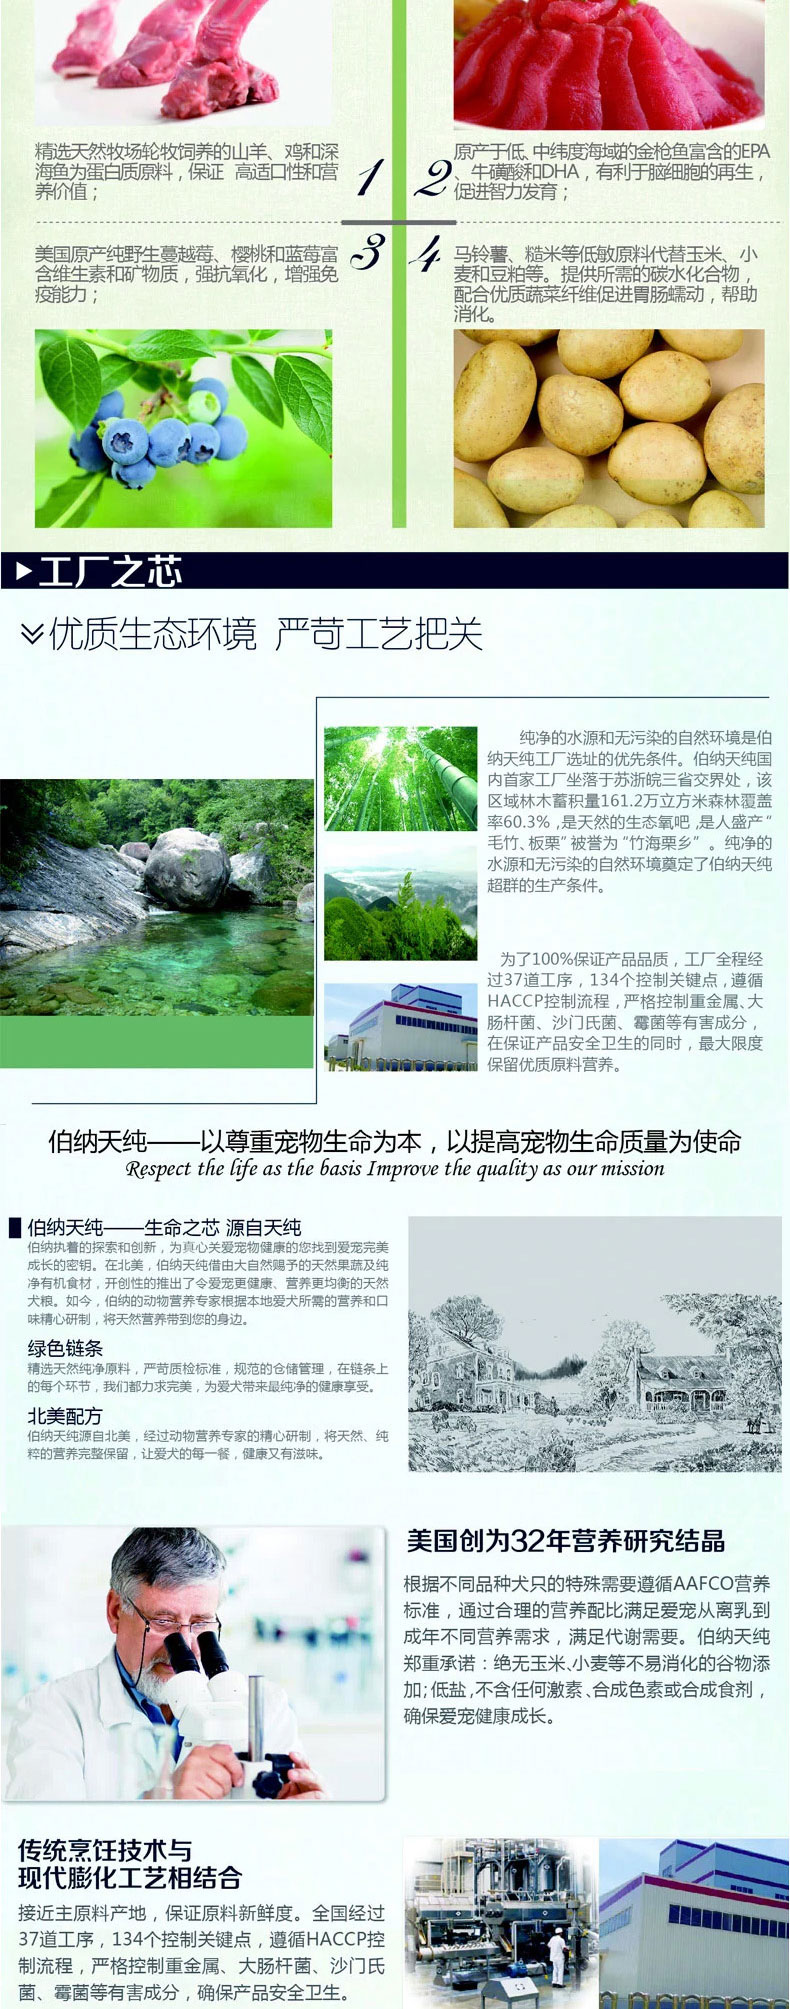 精选天然牧场轮牧饲养的山羊、鸡和深
海鱼为蛋白质原料，保证 高适口性和营
养价值；
1
2
原产于低、中纬度海域的金枪鱼富含的EPA
、牛磺酸和DHA，有利于脑细胞的再生，
促进智力发育；
美国原产纯野生蔓越莓、樱桃和蓝莓富
含维生素和矿物质，强抗氧化，增强免
疫能力；
3
4
马铃薯、糙米等低敏原料代替玉米、小
麦和豆粕等。提供所需的碳水化合物，
配合优质蔬菜纤维促进胃肠蠕动，帮助
消化。
工厂之芯
优质生态环境 严苛工艺把关
纯净的水源和无污染的自然环境是伯
纳天纯工厂选址的优先条件。伯纳天纯国
内首家工厂坐落于苏浙皖三省交界处，该
区域林木蓄积量161.2万立方米森林覆盖
率60.3%，是天然的生态氧吧，是人盛产“
毛竹、板栗”被誉为“竹海栗乡”。纯净的
水源和无污染的自然环境奠定了伯纳天纯
超群的生产条件。
为了100%保证产品品质，工厂全程经
过37道工序，134个控制关键点，遵循
HACCP控制流程，严格控制重金属、大
肠杆菌、沙门氏菌、霉菌等有害成分，
在保证产品安全卫生的同时，最大限度
保留优质原料营养。
伯纳天纯——以尊重宠物生命为本，以提高宠物生命质量为使命
Respect the life as the basis Improve the quality as our mission
伯纳天纯——生命之芯 源自天纯
伯纳执着的探索和创新，为真心关爱宠物健康的您找到爱宠完美
成长的密钥。在北美，伯纳天纯借由大自然赐予的天然果蔬及纯
净有机食材，开创性的推出了令爱宠更健康、营养更均衡的天然
犬粮。如今，伯纳的动物营养专家根据本地爱犬所需的营养和口
味精心研制，将天然营养带到您的身边。
绿色链条
精选天然纯净原料，严苛质检标准，规范的仓储管理，在链条上
的每个环节，我们都力求完美，为爱犬带来最纯净的健康享受。
北美配方
伯纳天纯源自北美，经过动物营养专家的精心研制，将天然、纯
粹的营养完整保留，让爱犬的每一餐，健康又有滋味。
美国创为32年营养研究结晶
根据不同品种犬只的特殊需要遵循AAFCO营养
标准，通过合理的营养配比满足爱宠从离乳到
成年不同营养需求，满足代谢需要。伯纳天纯
郑重承诺：绝无玉米、小麦等不易消化的谷物添
加；低盐，不含任何激素、合成色素或合成食剂，
确保爱宠健康成长。
传统烹饪技术与
现代膨化工艺相结合
接近主原料产地，保证原料新鲜度。全国经过
37道工序，134个控制关键点，遵循HACCP控
制流程，严格控制重金属、大肠杆菌、沙门氏
菌、霉菌等有害成分，确保产品安全卫生。